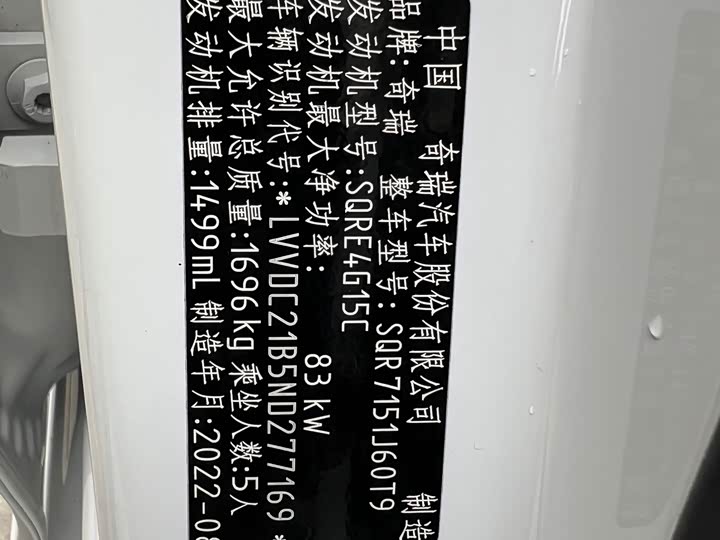 中国 奇瑞汽车股份有限公司 制造
品牌:奇瑞 整车型号:SQR7151J60T9
发动机型号:SQRE4G15C
发动机最大净功率: 83kW
车辆识别代号:*LVVDC21B5ND277169*
最大允许总质量:1696kg 乘坐人数:5人
发动机排量:1499ml 制造年月:2022-08